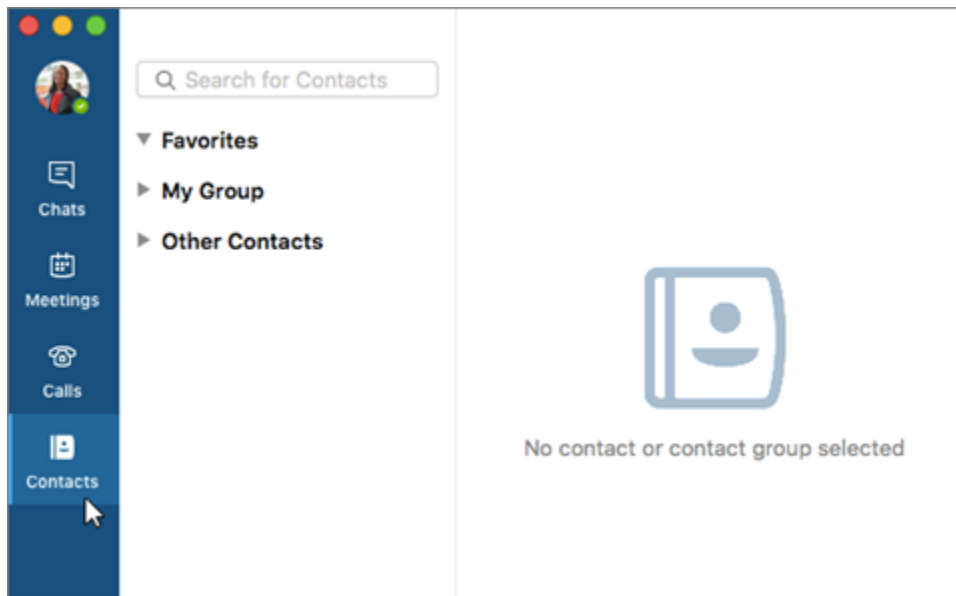 Search for Contacts
Favorites
My Group
Other Contacts
Chats
Meetings
Calls
Contacts
No contact or contact group selected